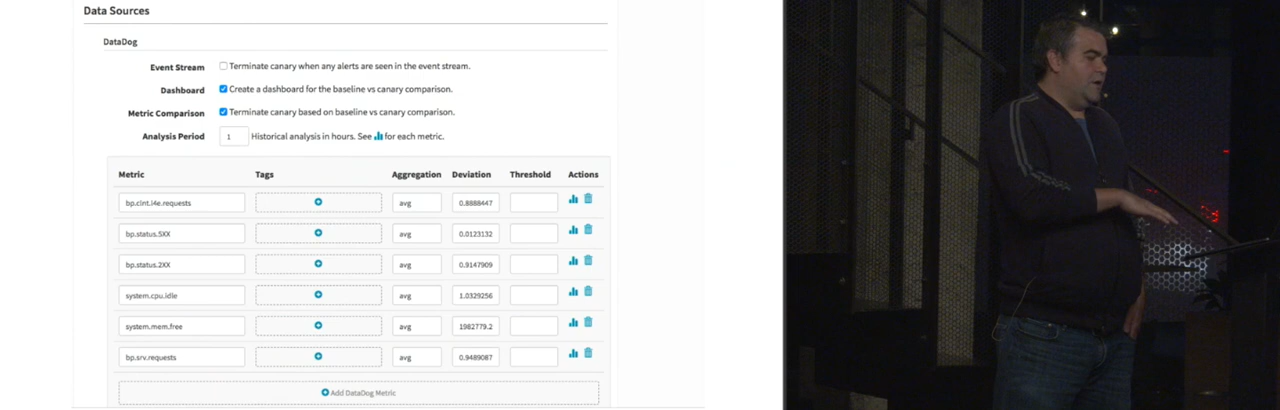 Data Sources
DataDog
Event Stream Terminate canary when any alerts are seen in the event stream.
Dashboard Create a dashboard for the baseline vs canary comparison.
Metric Comparison Terminate canary based on baseline vs canary comparison.
Analysis Period 1 Historical analysis in hours. See for each metric.
Metric Tags Aggregation Deviation Threshold Actions
bp.cint.l4e.requests avg 0.8888447
bp.status.5XX avg 0.0123132
bp.status.2XX avg 0.9147909
system.cpu.idle avg 1.0329256
system.mem.free avg 1982779.2
bp.srv.requests avg 0.9489087
Add DataDog Metric